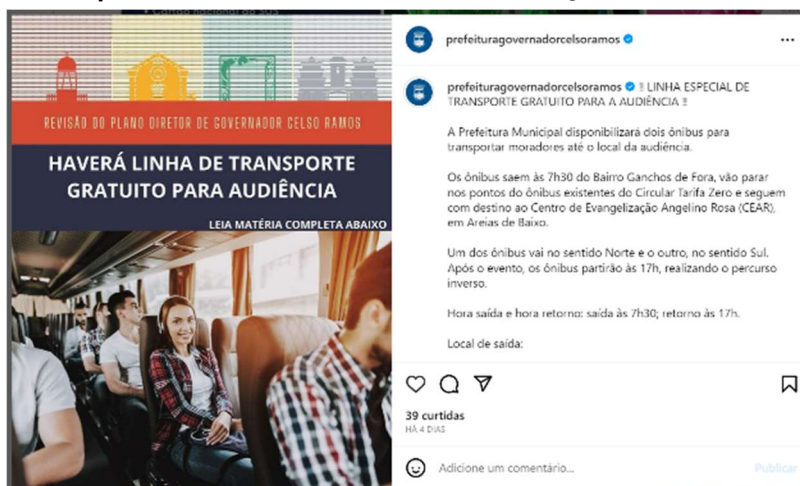 Cartão nacional do SUS
REVISÃO DO PLANO DIRETOR DE GOVERNADOR CELSO RAMOS
HAVERÁ LINHA DE TRANSPORTE
GRATUITO PARA AUDIÊNCIA
LEIA MATÉRIA COMPLETA ABAIXO
prefeituragovernadorcelsoramos
prefeituragovernadorcelsoramos ‼ LINHA ESPECIAL DE
TRANSPORTE GRATUITO PARA A AUDIÊNCIA ‼
A Prefeitura Municipal disponibilizará dois ônibus para
transportar moradores até o local da audiência.
Os ônibus saem às 7h30 do Bairro Ganchos de Fora, vão parar
nos pontos do ônibus existentes do Circular Tarifa Zero e seguem
com destino ao Centro de Evangelização Angelino Rosa (CEAR),
em Areias de Baixo.
Um dos ônibus vai no sentido Norte e o outro, no sentido Sul.
Após o evento, os ônibus partirão às 17h, realizando o percurso
inverso.
Hora saída e hora retorno: saída às 7h30; retorno às 17h.
Local de saída:
39 curtidas
HÁ 4 DIAS
Adicione um comentário...
Publicar